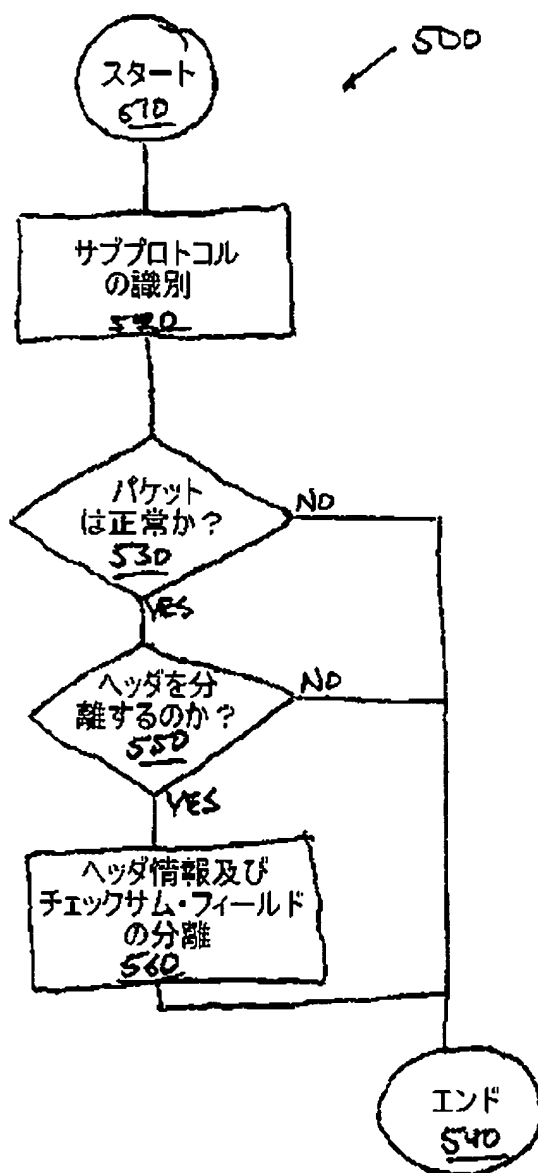 500
スタート
510
サブプロトコル
の識別
520
パケット
は正常か?
530
NO
YES
ヘッダを分
離するのか?
550
NO
YES
ヘッダ情報及び
チェックサム・フィールド
の分離
560
エンド
540